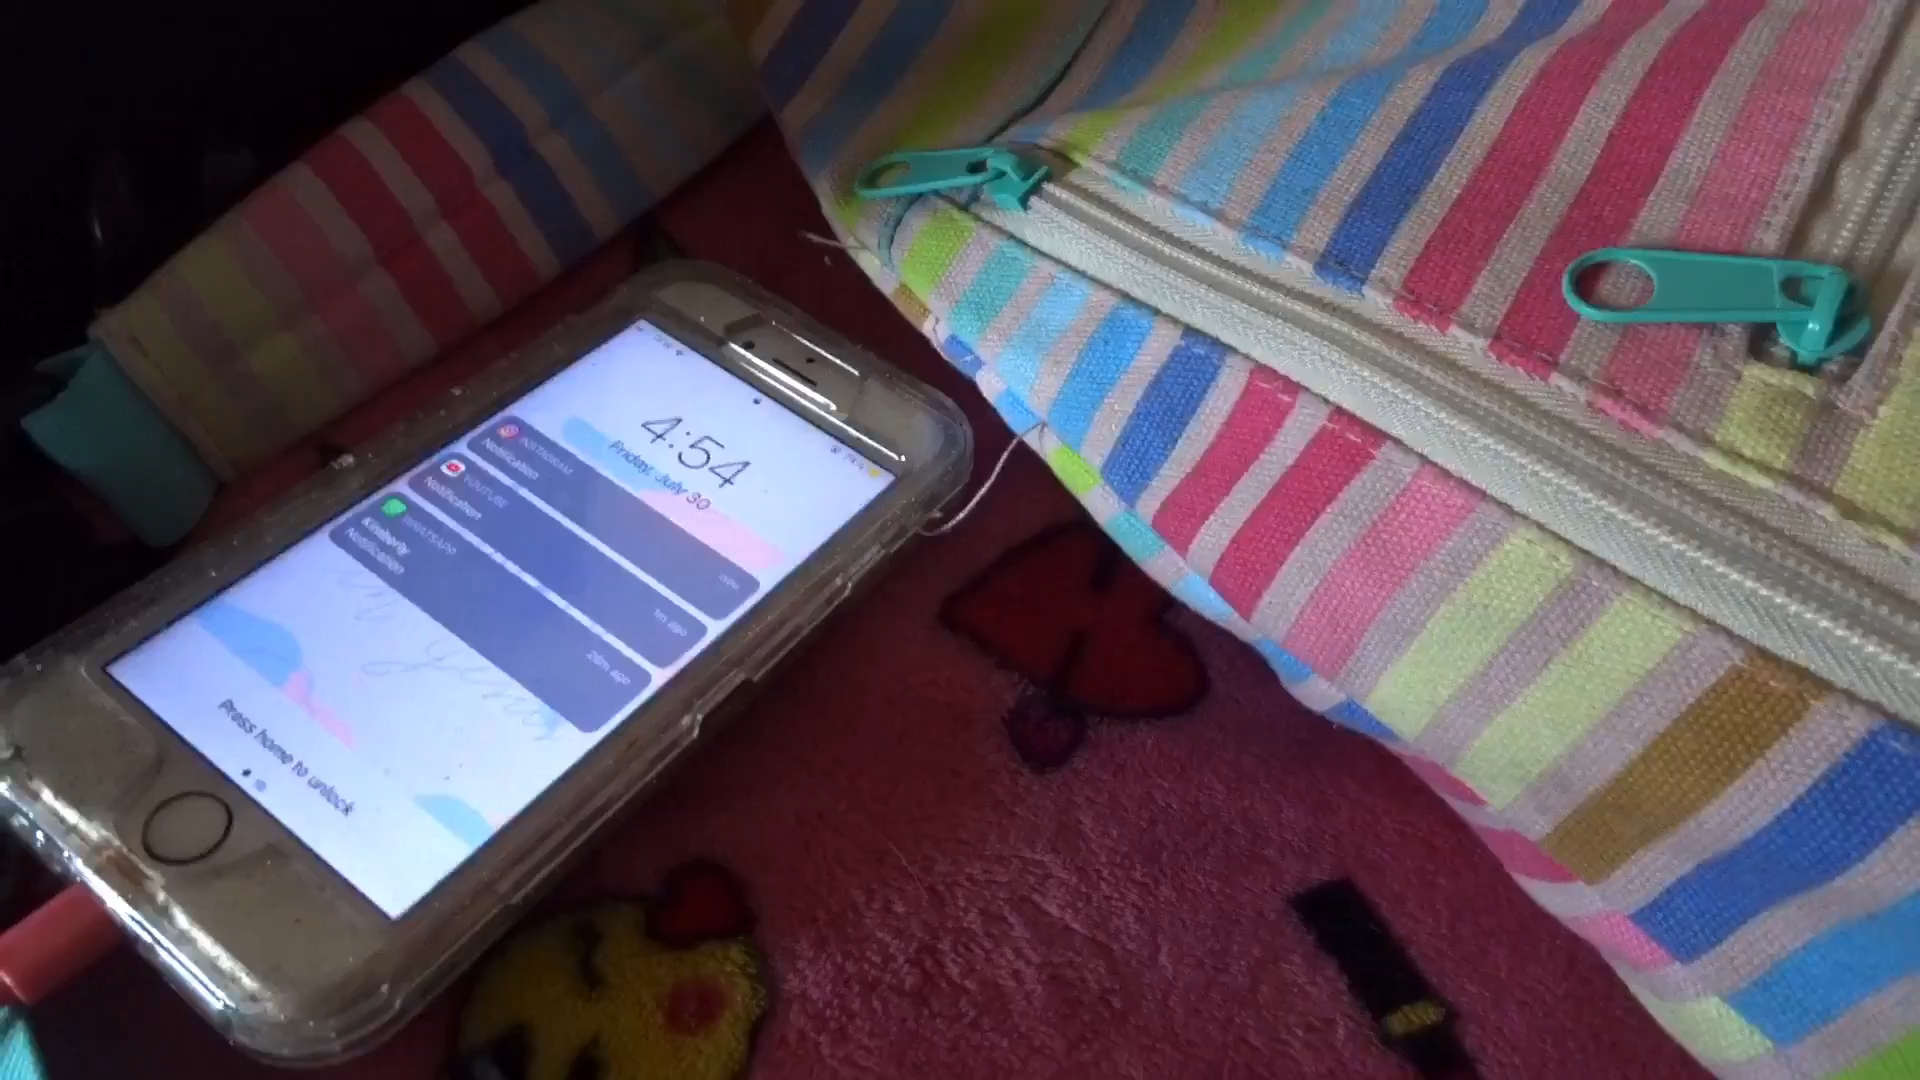 4:54
Friday, July 30
INSTAGRAM
now
Notification
YOUTUBE
1m ago
Notification
WHATSAPP
26m ago
Kimberly
Notification
Press home to unlock